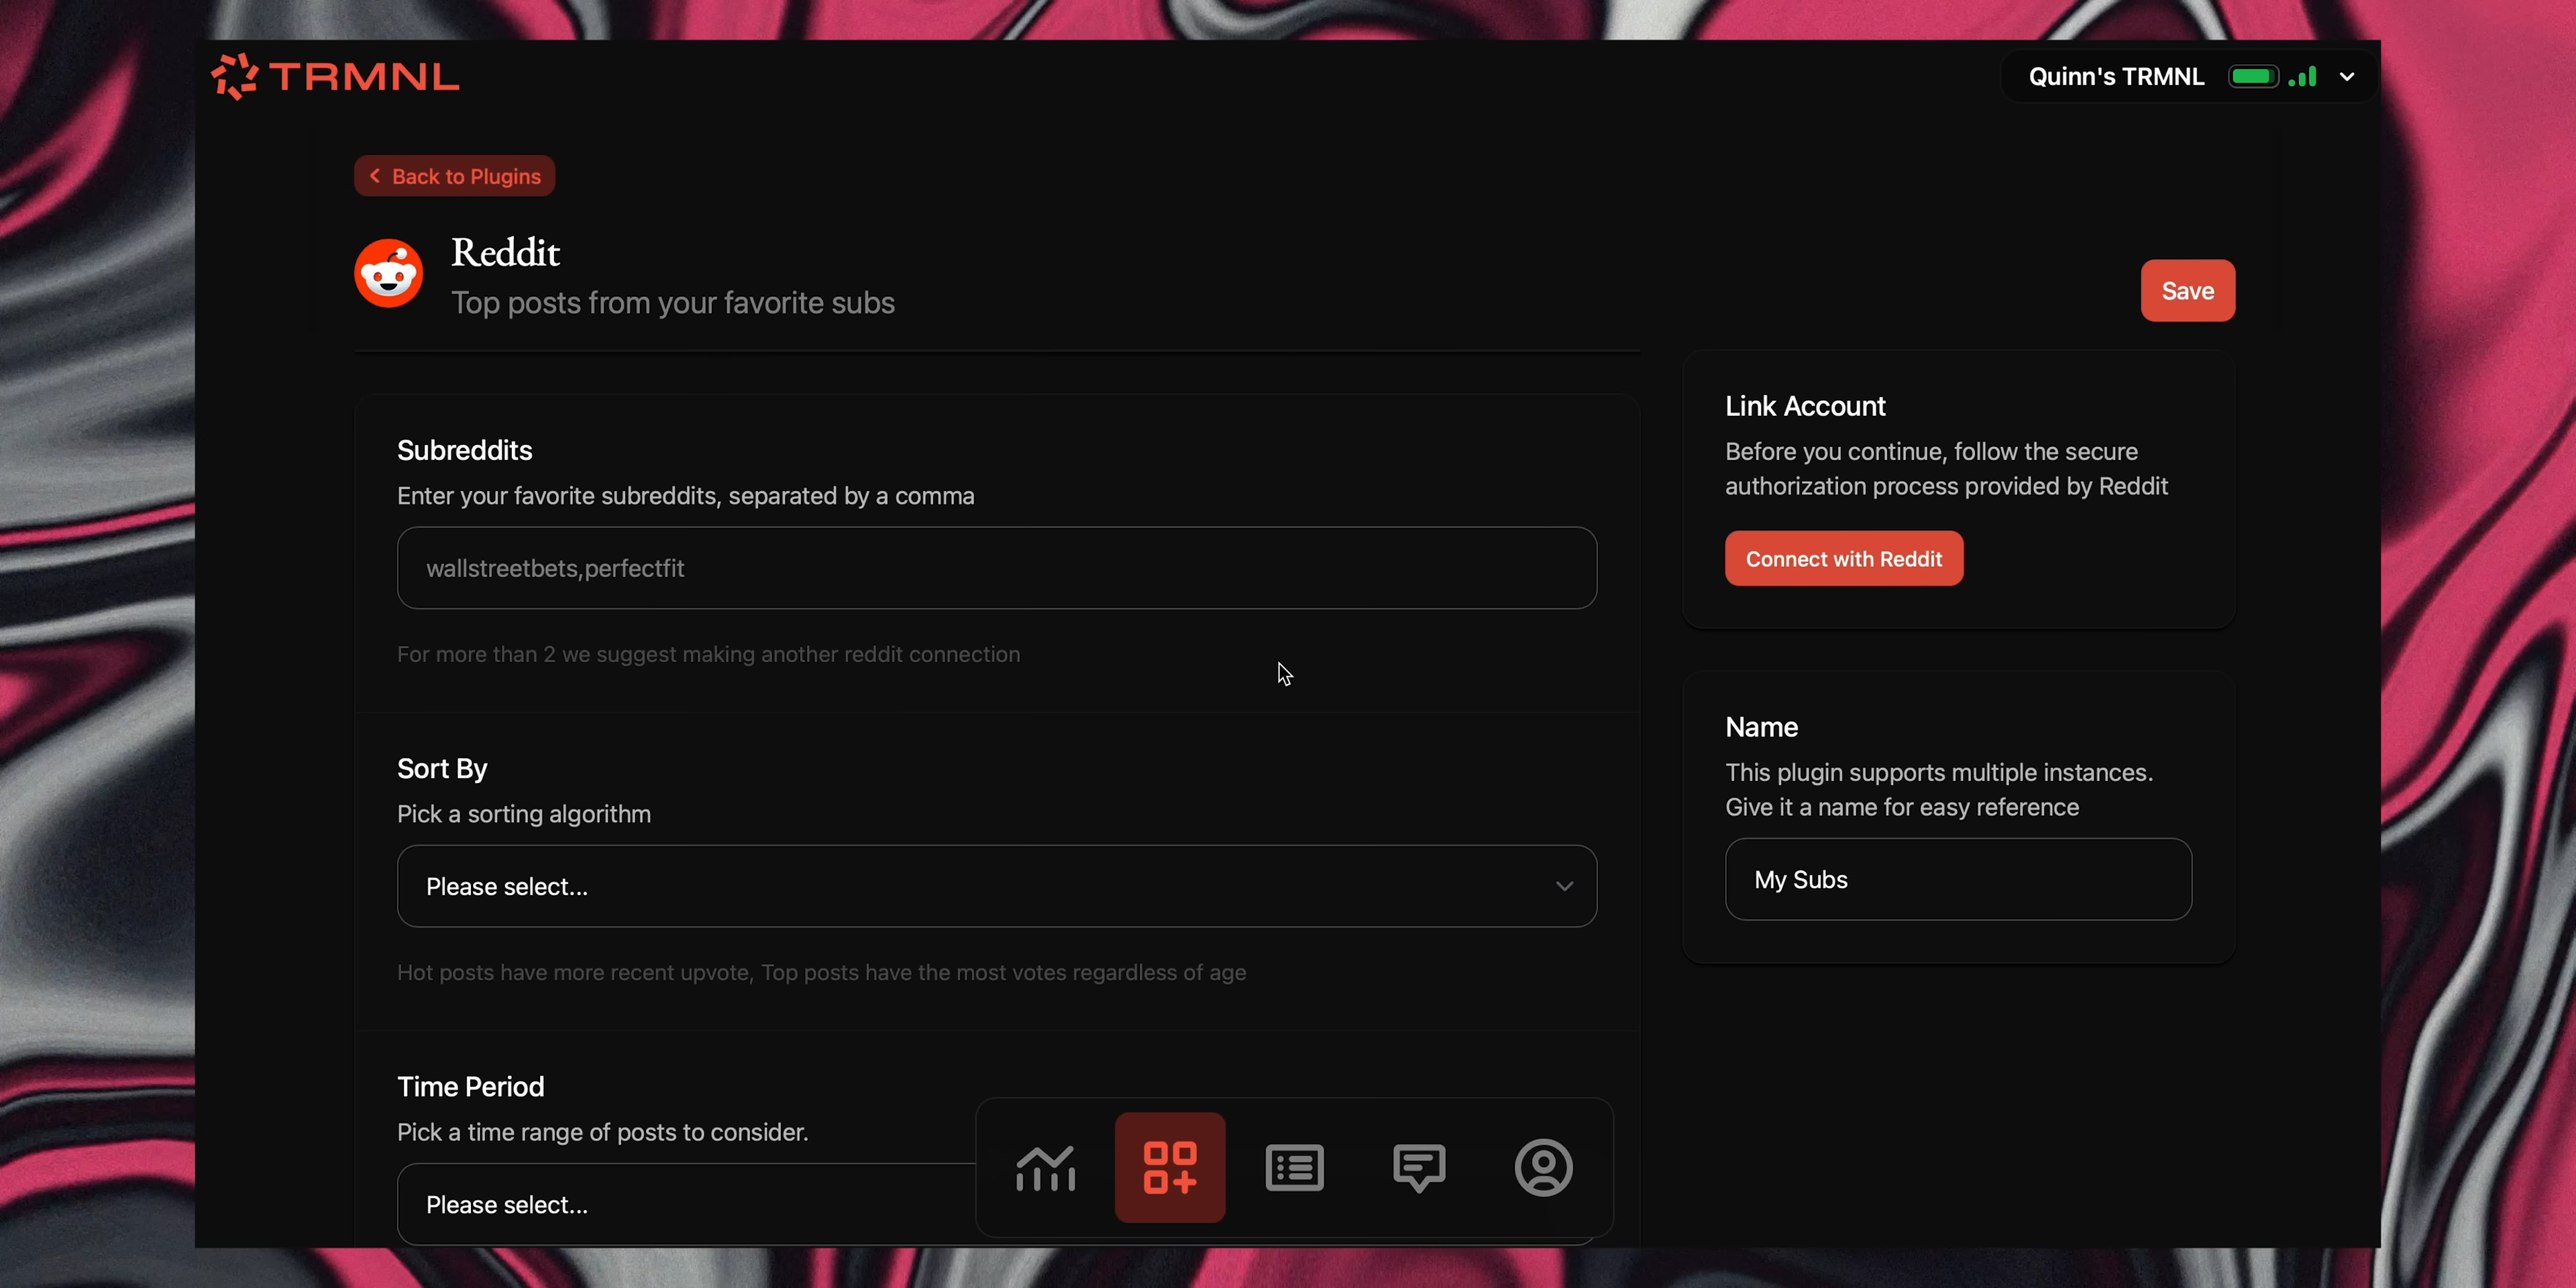 TRMNL
Quinn's TRMNL
Back to Plugins
Reddit
Top posts from your favorite subs
Save
Subreddits
Enter your favorite subreddits, separated by a comma
wallstreetbets,perfectfit
For more than 2 we suggest making another reddit connection
Sort By
Pick a sorting algorithm
Please select...
Hot posts have more recent upvote, Top posts have the most votes regardless of age
Time Period
Pick a time range of posts to consider.
Please select...
Link Account
Before you continue, follow the secure
authorization process provided by Reddit
Connect with Reddit
Name
This plugin supports multiple instances.
Give it a name for easy reference
My Subs